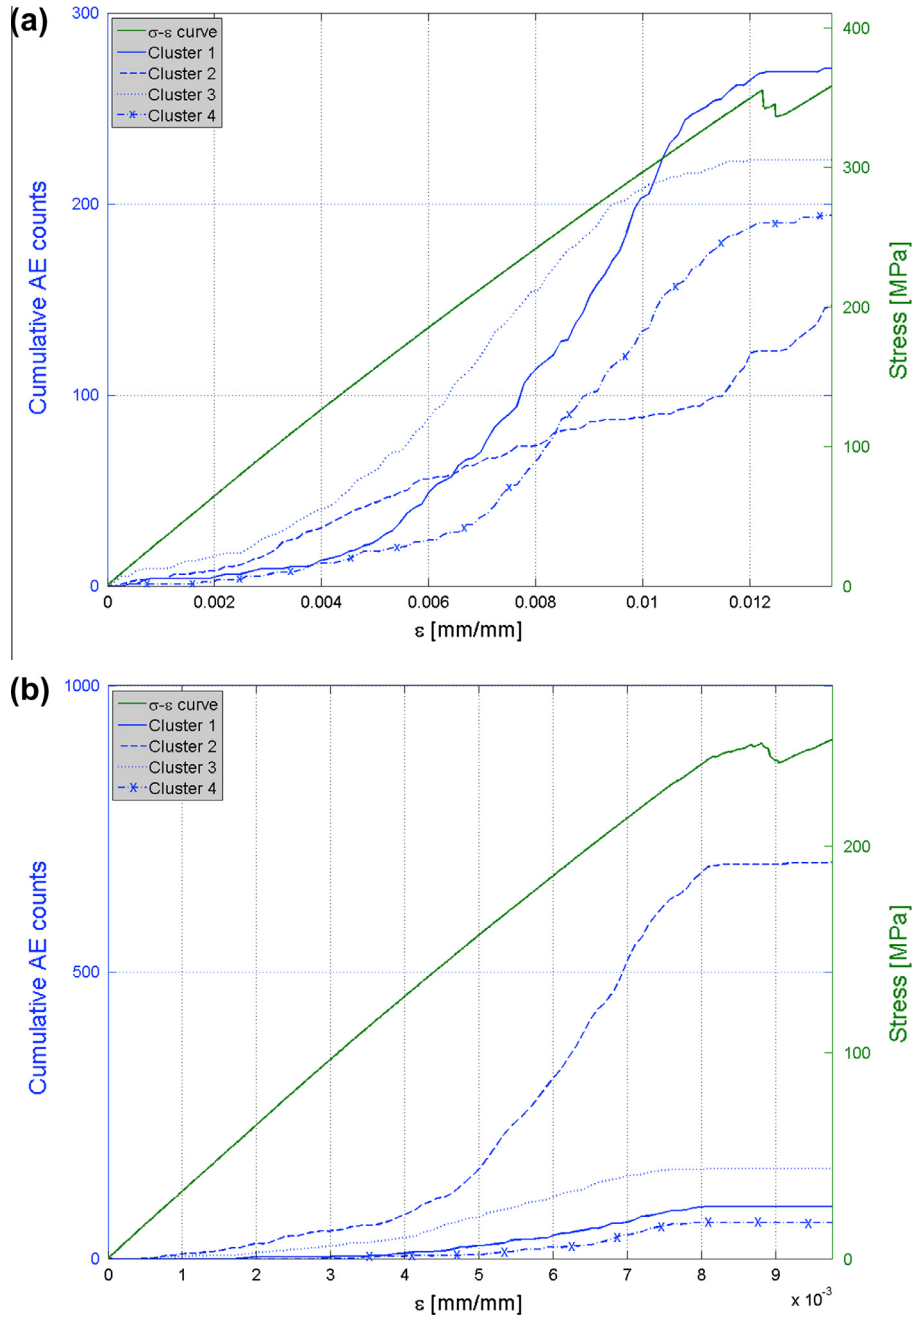 (a)
300
200
100
0
Cumulative AE counts
σ-ε curve
Cluster 1
Cluster 2
Cluster 3
Cluster 4
400
300
200
100
0
Stress [MPa]
0 0.002 0.004 0.006 0.008 0.01 0.012
ε [mm/mm]
(b)
1000
500
0
Cumulative AE counts
σ-ε curve
Cluster 1
Cluster 2
Cluster 3
Cluster 4
200
100
0
Stress [MPa]
0 1 2 3 4 5 6 7 8 9
x 10⁻³
ε [mm/mm]